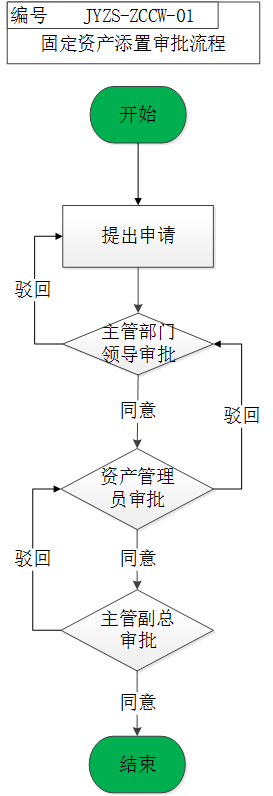 编号 JYZS-ZCCW-01
固定资产添置审批流程
开始
提出申请
驳回
主管部门
领导审批
同意
驳回
资产管理
员审批
驳回
同意
主管副总
审批
同意
结束